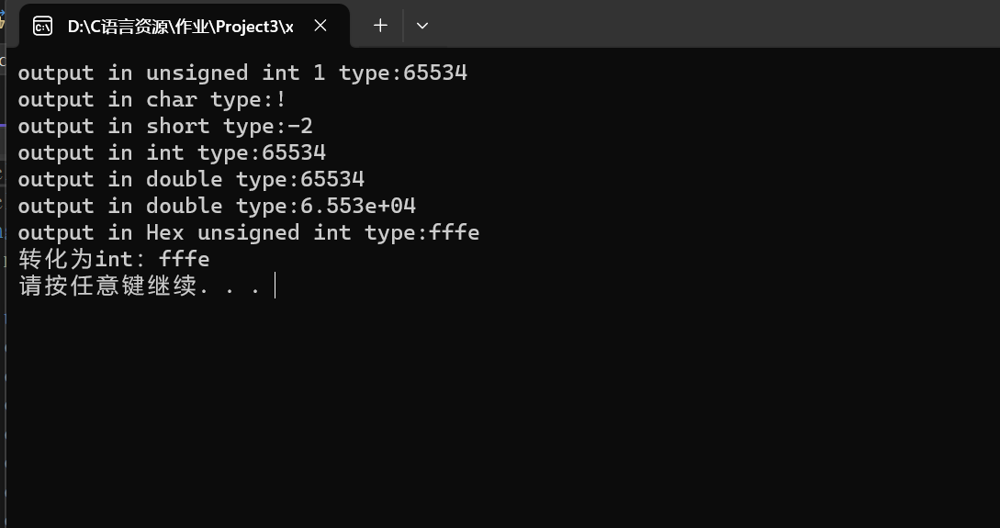 D:\C语言资源\作业\Project3\x
output in unsigned int 1 type:65534
output in char type:!
output in short type:-2
output in int type:65534
output in double type:65534
output in double type:6.553e+04
output in Hex unsigned int type:fffe
转化为int: fffe
请按任意键继续. . .